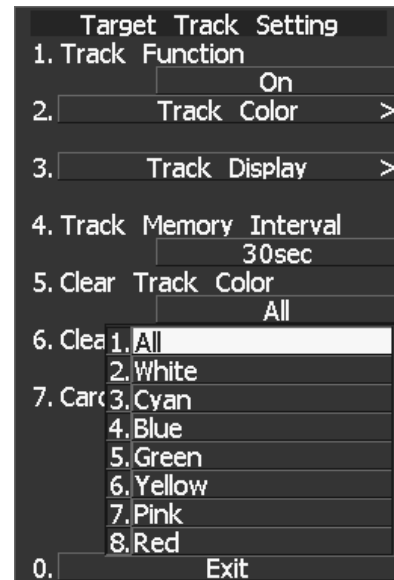 Target Track Setting
1. Track Function
On
2. Track Color >
3. Track Display >
4. Track Memory Interval
30sec
5. Clear Track Color
All
6. Clea
1. All
2. White
7. Car
3. Cyan
4. Blue
5. Green
6. Yellow
7. Pink
8. Red
0. Exit